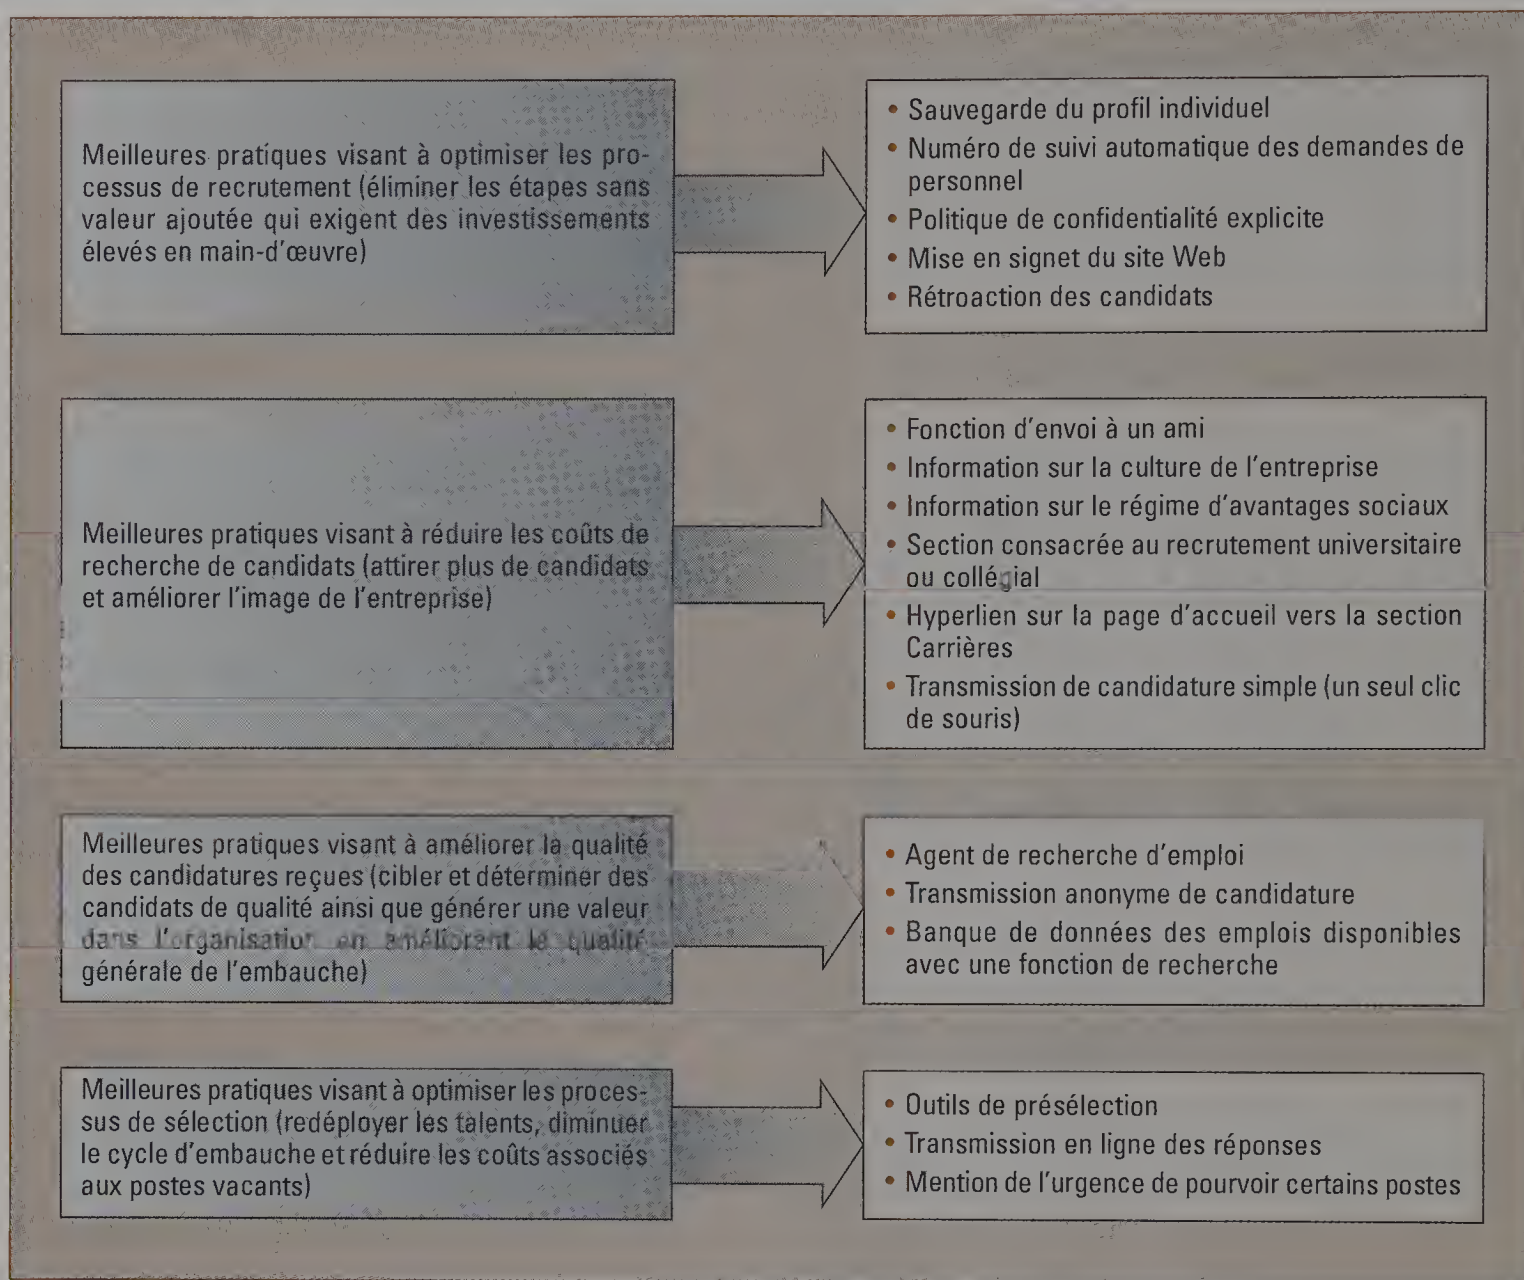 Meilleures pratiques visant à optimiser les pro-
cessus de recrutement (éliminer les étapes sans
valeur ajoutée qui exigent des investissements
élevés en main-d'œuvre)
• Sauvegarde du profil individuel
• Numéro de suivi automatique des demandes de
personnel
• Politique de confidentialité explicite
• Mise en signet du site Web
• Rétroaction des candidats
Meilleures pratiques visant à réduire les coûts de
recherche de candidats (attirer plus de candidats
et améliorer l'image de l'entreprise)
• Fonction d'envoi à un ami
• Information sur la culture de l'entreprise
• Information sur le régime d'avantages sociaux
• Section consacrée au recrutement universitaire
ou collégial
• Hyperlien sur la page d'accueil vers la section
Carrières
• Transmission de candidature simple (un seul clic
de souris)
Meilleures pratiques visant à améliorer la qualité
des candidatures reçues (cibler et déterminer des
candidats de qualité ainsi que générer une valeur
dans l'organisation en améliorant la qualité
générale de l'embauche)
• Agent de recherche d'emploi
• Transmission anonyme de candidature
• Banque de données des emplois disponibles
avec une fonction de recherche
Meilleures pratiques visant à optimiser les proces-
sus de sélection (redéployer les talents, diminuer
le cycle d'embauche et réduire les coûts associés
aux postes vacants)
• Outils de présélection
• Transmission en ligne des réponses
• Mention de l'urgence de pourvoir certains postes